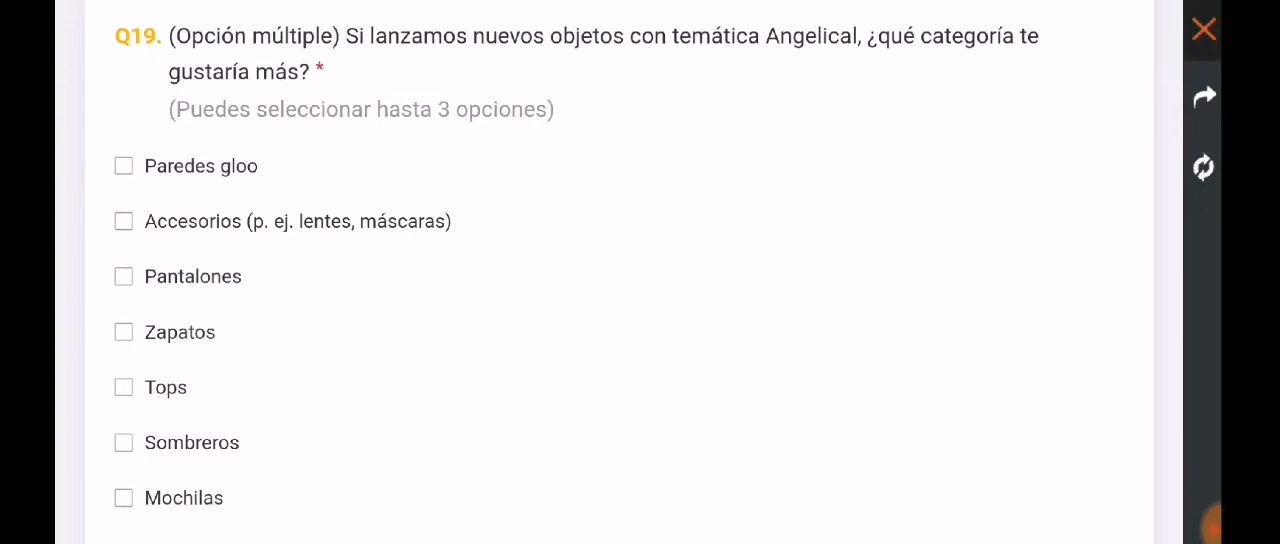 Q19. (Opción múltiple) Si lanzamos nuevos objetos con temática Angelical, ¿qué categoría te
gustaría más? *
(Puedes seleccionar hasta 3 opciones)
Paredes gloo
Accesorios (p. ej. lentes, máscaras)
Pantalones
Zapatos
Tops
Sombreros
Mochilas